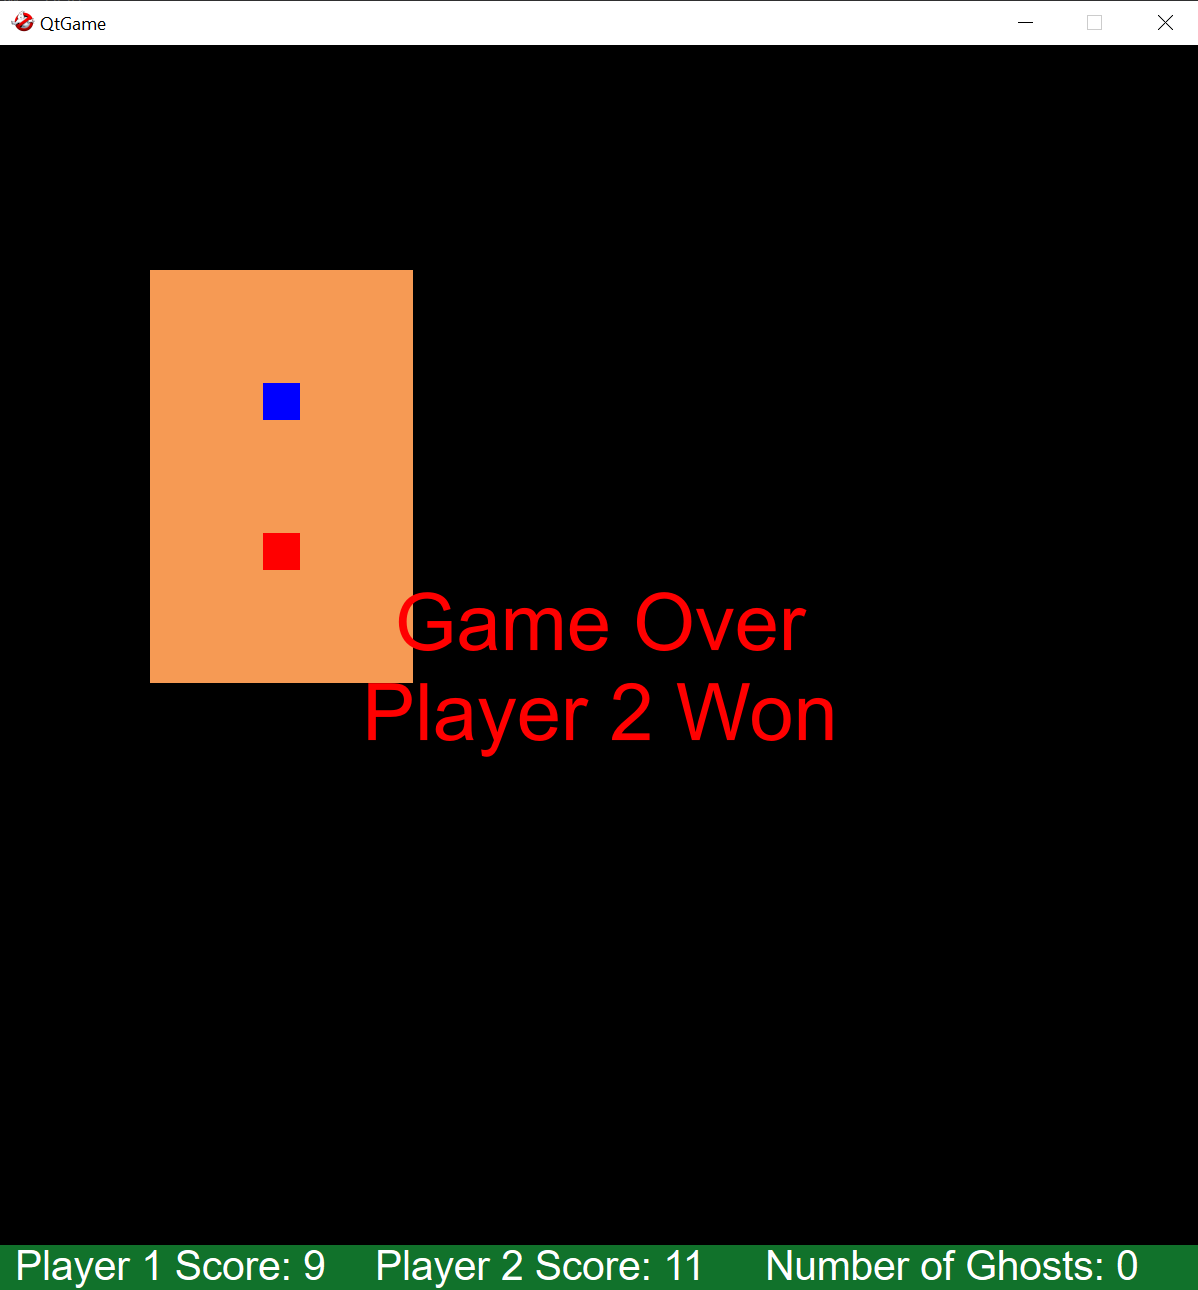 QtGame
Game Over
Player 2 Won
Player 1 Score: 9 Player 2 Score: 11 Number of Ghosts: 0